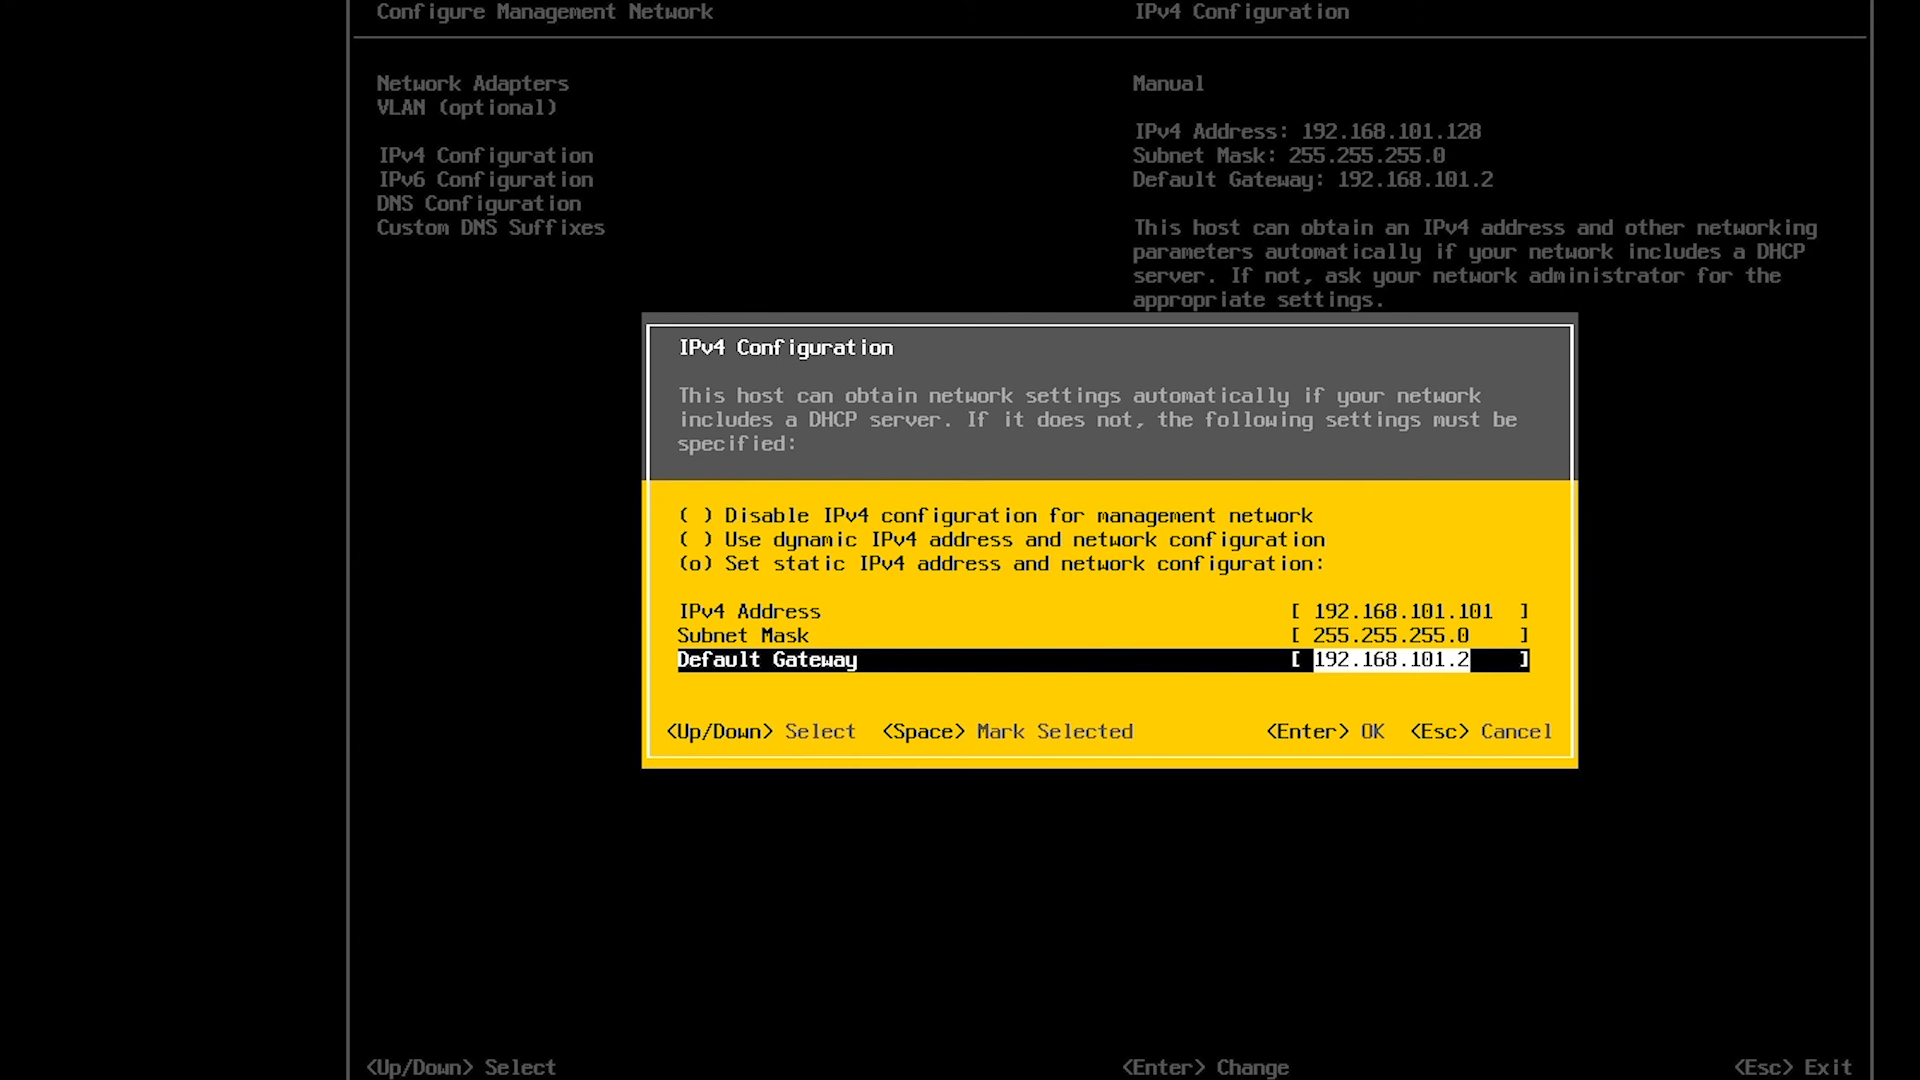 Configure Management Network
IPv4 Configuration
Network Adapters
VLAN (optional)
IPv4 Configuration
IPv6 Configuration
DNS Configuration
Custom DNS Suffixes
Manual
IPv4 Address: 192.168.101.128
Subnet Mask: 255.255.255.0
Default Gateway: 192.168.101.2
This host can obtain an IPv4 address and other networking
parameters automatically if your network includes a DHCP
server. If not, ask your network administrator for the
appropriate settings.
IPv4 Configuration
This host can obtain network settings automatically if your network
includes a DHCP server. If it does not, the following settings must be
specified:
( ) Disable IPv4 configuration for management network
( ) Use dynamic IPv4 address and network configuration
(o) Set static IPv4 address and network configuration:
IPv4 Address [ 192.168.101.101 ]
Subnet Mask [ 255.255.255.0 ]
Default Gateway [ 192.168.101.2 ]
<Up/Down> Select <Space> Mark Selected <Enter> OK <Esc> Cancel
<Up/Down> Select <Enter> Change <Esc> Exit